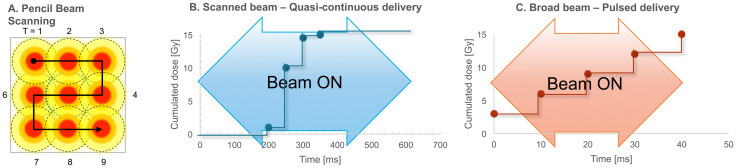 A. Pencil Beam
Scanning
T = 1 2 3
6 4
7 8 9
B. Scanned beam – Quasi-continuous delivery
Cumulated dose [Gy]
15
10
5
0
Beam ON
0 100 200 300 400 500 600
Time [ms]
C. Broad beam – Pulsed delivery
Cumulated dose [Gy]
15
10
5
0
Beam ON
0 10 20 30 40 50
Time [ms]